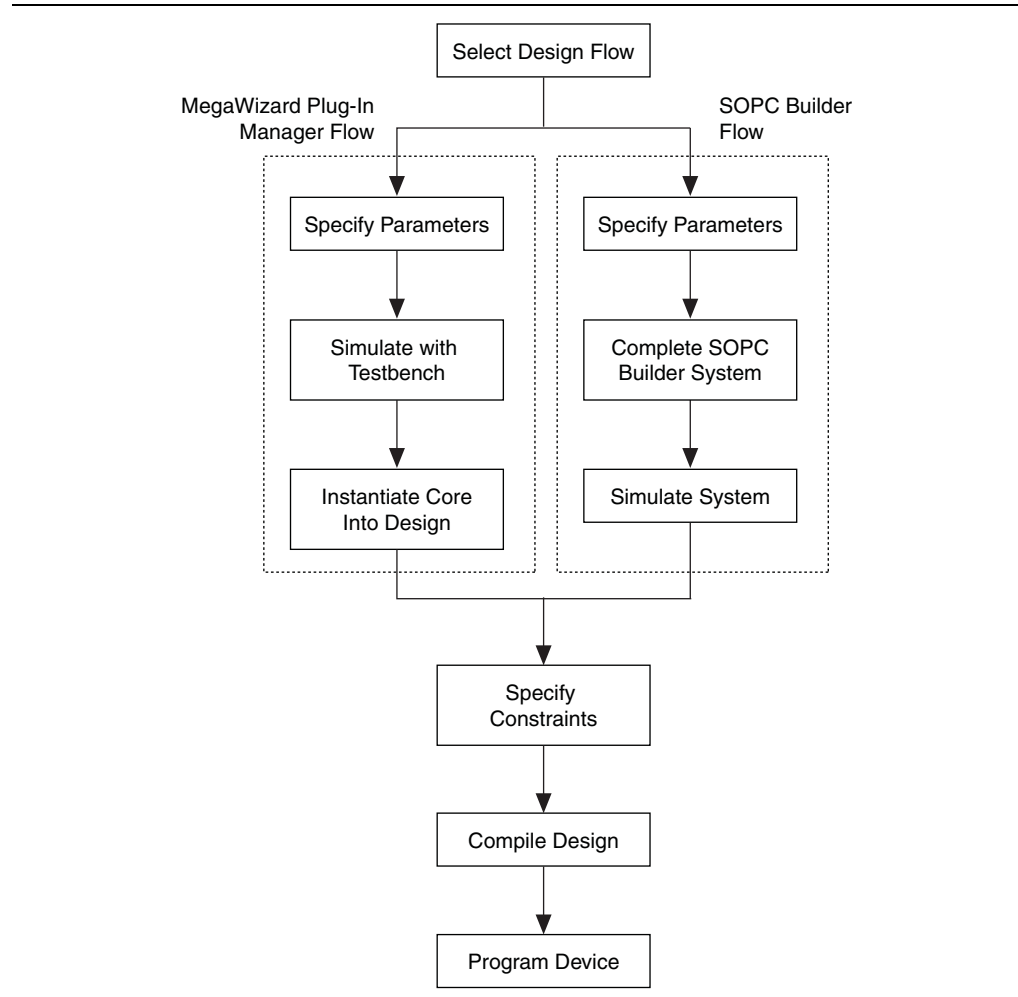 Select Design Flow
MegaWizard Plug-In
Manager Flow
SOPC Builder
Flow
Specify Parameters
Specify Parameters
Simulate with
Testbench
Complete SOPC
Builder System
Instantiate Core
Into Design
Simulate System
Specify
Constraints
Compile Design
Program Device